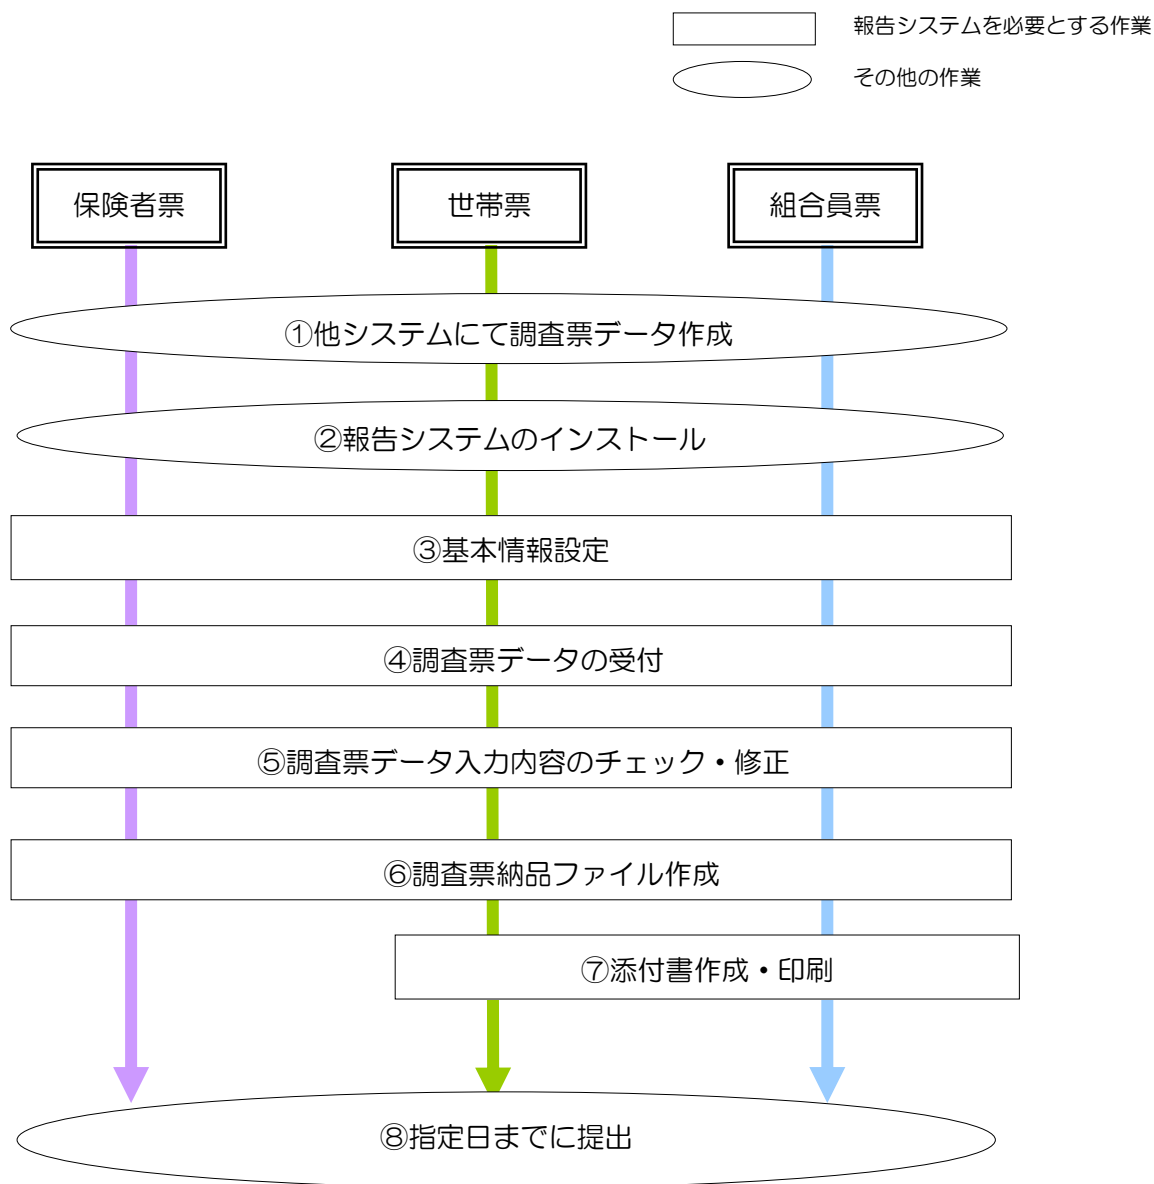 報告システムを必要とする作業
その他の作業
保険者票
世帯票
組合員票
①他システムにて調査票データ作成
②報告システムのインストール
③基本情報設定
④調査票データの受付
⑤調査票データ入力内容のチェック・修正
⑥調査票納品ファイル作成
⑦添付書作成・印刷
⑧指定日までに提出